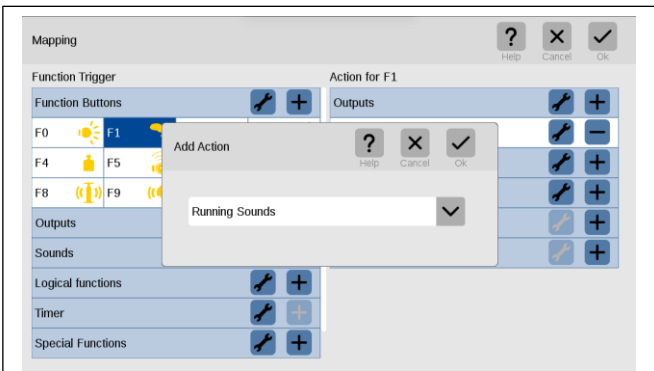 Mapping
Help Cancel Ok
Function Trigger
Action for F1
Function Buttons
Outputs
F0 F1
F4 F5
F8 F9
Outputs
Sounds
Logical functions
Timer
Special Functions
Add Action
Help Cancel Ok
Running Sounds